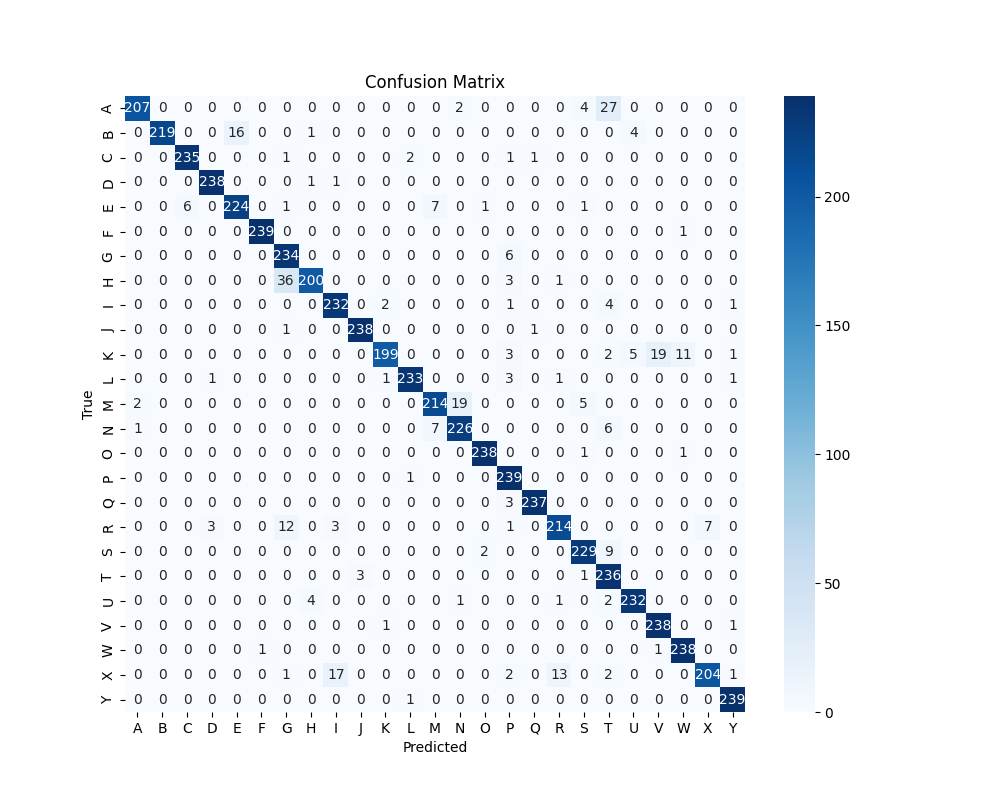 Confusion Matrix
A 207 0 0 0 0 0 0 0 0 0 0 0 0 2 0 0 0 0 4 27 0 0 0 0 0
B 0 219 0 0 16 0 0 1 0 0 0 0 0 0 0 0 0 0 0 0 4 0 0 0 0
C 0 0 235 0 0 0 1 0 0 0 0 2 0 0 0 1 1 0 0 0 0 0 0 0 0
D 0 0 0 238 0 0 0 1 1 0 0 0 0 0 0 0 0 0 0 0 0 0 0 0 0
E 0 0 6 0 224 0 1 0 0 0 0 0 7 0 1 0 0 0 1 0 0 0 0 0 0
F 0 0 0 0 0 239 0 0 0 0 0 0 0 0 0 0 0 0 0 0 0 0 1 0 0
G 0 0 0 0 0 0 234 0 0 0 0 0 0 0 0 6 0 0 0 0 0 0 0 0 0
H 0 0 0 0 0 0 36 200 0 0 0 0 0 0 0 3 0 1 0 0 0 0 0 0 0
I 0 0 0 0 0 0 0 0 232 0 2 0 0 0 0 1 0 0 0 4 0 0 0 0 1
J 0 0 0 0 0 0 1 0 0 238 0 0 0 0 0 0 1 0 0 0 0 0 0 0 0
K 0 0 0 0 0 0 0 0 0 0 199 0 0 0 0 3 0 0 0 2 5 19 11 0 1
L 0 0 0 1 0 0 0 0 0 0 1 233 0 0 0 3 0 1 0 0 0 0 0 0 1
M 2 0 0 0 0 0 0 0 0 0 0 0 214 19 0 0 0 0 5 0 0 0 0 0 0
N 1 0 0 0 0 0 0 0 0 0 0 0 7 226 0 0 0 0 0 6 0 0 0 0 0
O 0 0 0 0 0 0 0 0 0 0 0 0 0 0 238 0 0 0 1 0 0 0 1 0 0
P 0 0 0 0 0 0 0 0 0 0 0 1 0 0 0 239 0 0 0 0 0 0 0 0 0
Q 0 0 0 0 0 0 0 0 0 0 0 0 0 0 0 3 237 0 0 0 0 0 0 0 0
R 0 0 0 3 0 0 12 0 3 0 0 0 0 0 0 1 0 214 0 0 0 0 0 7 0
S 0 0 0 0 0 0 0 0 0 0 0 0 0 0 2 0 0 0 229 9 0 0 0 0 0
T 0 0 0 0 0 0 0 0 0 3 0 0 0 0 0 0 0 0 1 236 0 0 0 0 0
U 0 0 0 0 0 0 0 4 0 0 0 0 0 1 0 0 0 1 0 2 232 0 0 0 0
V 0 0 0 0 0 0 0 0 0 0 1 0 0 0 0 0 0 0 0 0 0 238 0 0 1
W 0 0 0 0 0 1 0 0 0 0 0 0 0 0 0 0 0 0 0 0 0 1 238 0 0
X 0 0 0 0 0 0 1 0 17 0 0 0 0 0 0 2 0 13 0 2 0 0 0 204 1
Y 0 0 0 0 0 0 0 0 0 0 0 1 0 0 0 0 0 0 0 0 0 0 0 0 239
A B C D E F G H I J K L M N O P Q R S T U V W X Y
Predicted
True
200
150
100
50
0